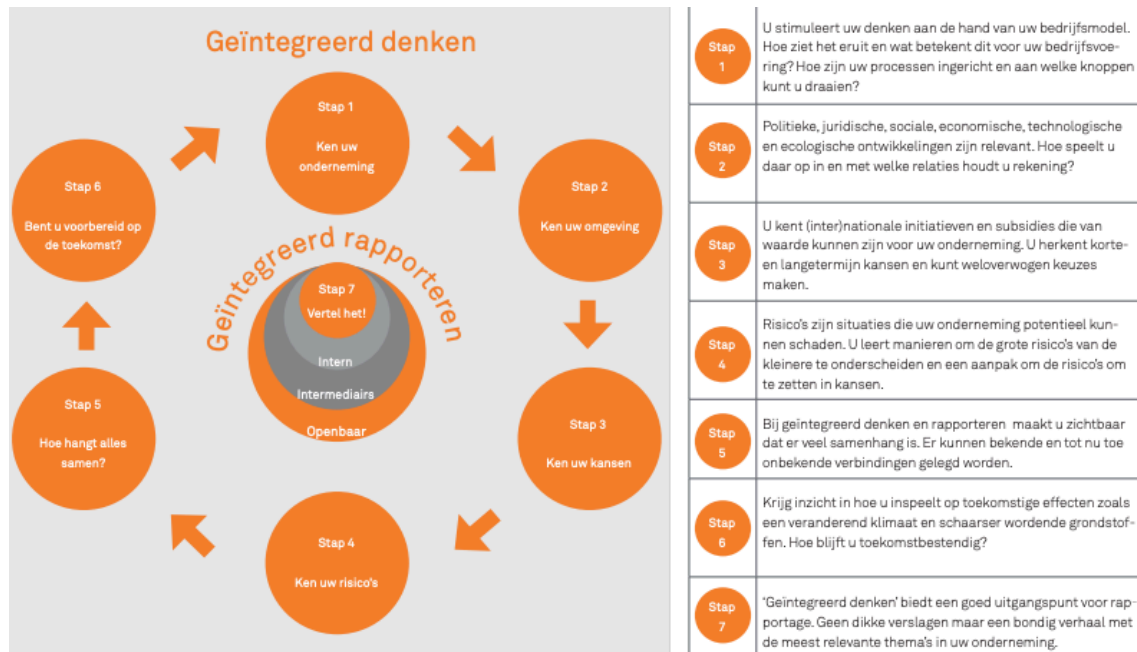 Geïntegreerd denken
Stap 1
Ken uw
onderneming
Stap 2
Ken uw omgeving
Stap 3
Ken uw kansen
Stap 4
Ken uw risico's
Stap 5
Hoe hangt alles
samen?
Stap 6
Bent u voorbereid op
de toekomst?
Geïntegreerd rapporteren
Stap 7
Vertel het!
Intern
Intermediairs
Openbaar
Stap
1
U stimuleert uw denken aan de hand van uw bedrijfsmodel.
Hoe ziet het eruit en wat betekent dit voor uw bedrijfsvoe-
ring? Hoe zijn uw processen ingericht en aan welke knoppen
kunt u draaien?
Stap
2
Politieke, juridische, sociale, economische, technologische
en ecologische ontwikkelingen zijn relevant. Hoe speelt u
daar op in en met welke relaties houdt u rekening?
Stap
3
U kent (inter)nationale initiatieven en subsidies die van
waarde kunnen zijn voor uw onderneming. U herkent korte-
en langetermijn kansen en kunt weloverwogen keuzes
maken.
Stap
4
Risico's zijn situaties die uw onderneming potentieel kun-
nen schaden. U leert manieren om de grote risico's van de
kleinere te onderscheiden en een aanpak om de risico's om
te zetten in kansen.
Stap
5
Bij geïntegreerd denken en rapporteren maakt u zichtbaar
dat er veel samenhang is. Er kunnen bekende en tot nu toe
onbekende verbindingen gelegd worden.
Stap
6
Krijg inzicht in hoe u inspeelt op toekomstige effecten zoals
een veranderend klimaat en schaarser wordende grondstof-
fen. Hoe blijft u toekomstbestendig?
Stap
7
'Geïntegreerd denken' biedt een goed uitgangspunt voor rap-
portage. Geen dikke verslagen maar een bondig verhaal met
de meest relevante thema's in uw onderneming.